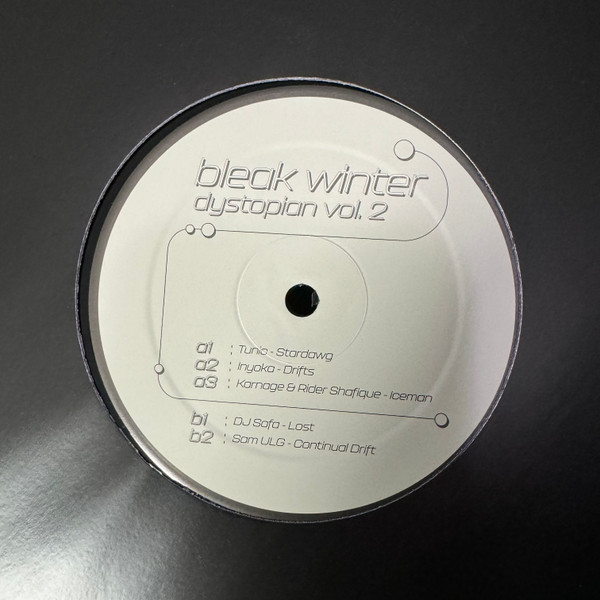 bleak winter
dystopian vol. 2
a1 : Tunic - Stardawg
a2 : Inyoka - Drifts
a3 : Karnage & Rider Shafique - Iceman
b1 : DJ Sofa - Lost
b2 : Sam ULG - Continual Drift